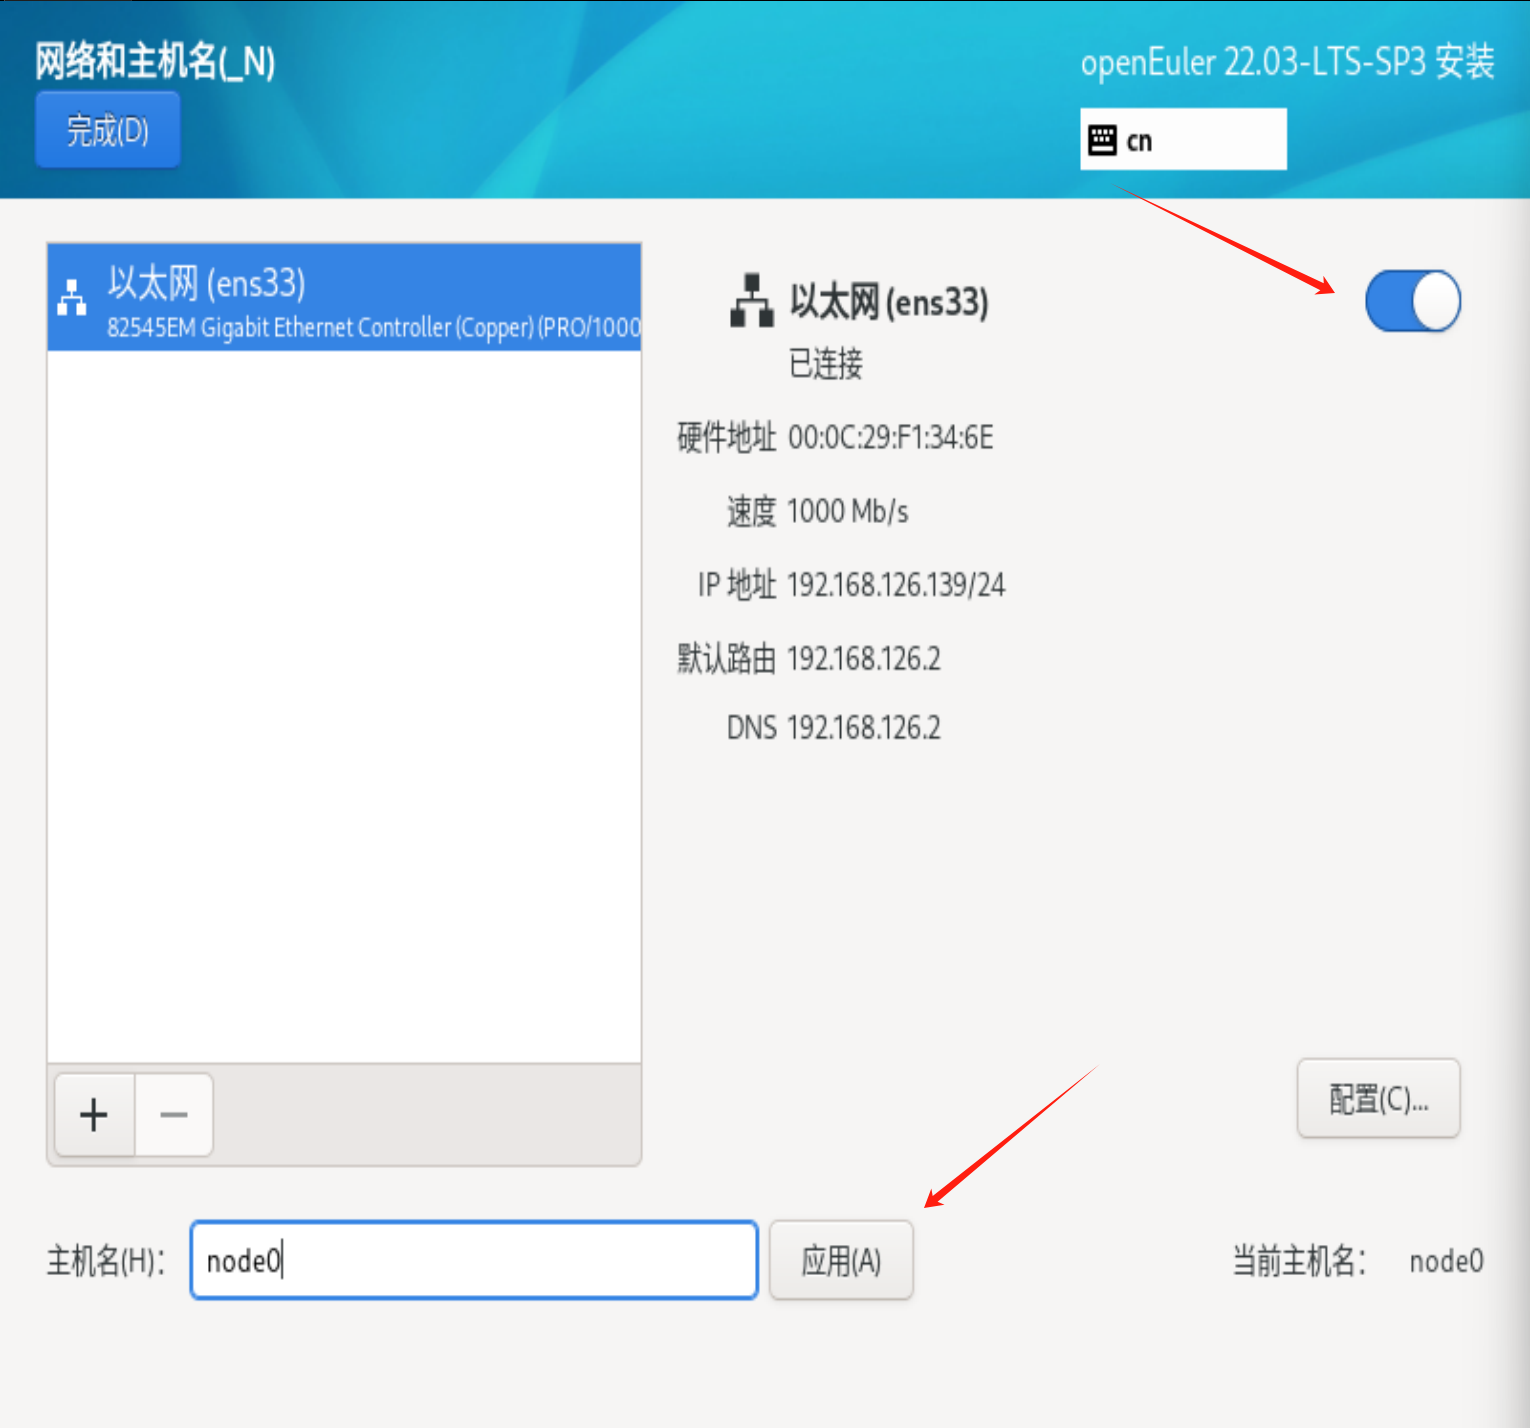 网络和主机名(_N)
完成(D)
openEuler 22.03-LTS-SP3 安装
cn
以太网 (ens33)
82545EM Gigabit Ethernet Controller (Copper) (PRO/1000
以太网 (ens33)
已连接
硬件地址 00:0C:29:F1:34:6E
速度 1000 Mb/s
IP 地址 192.168.126.139/24
默认路由 192.168.126.2
DNS 192.168.126.2
配置(C)...
主机名(H)： node0 应用(A) 当前主机名： node0